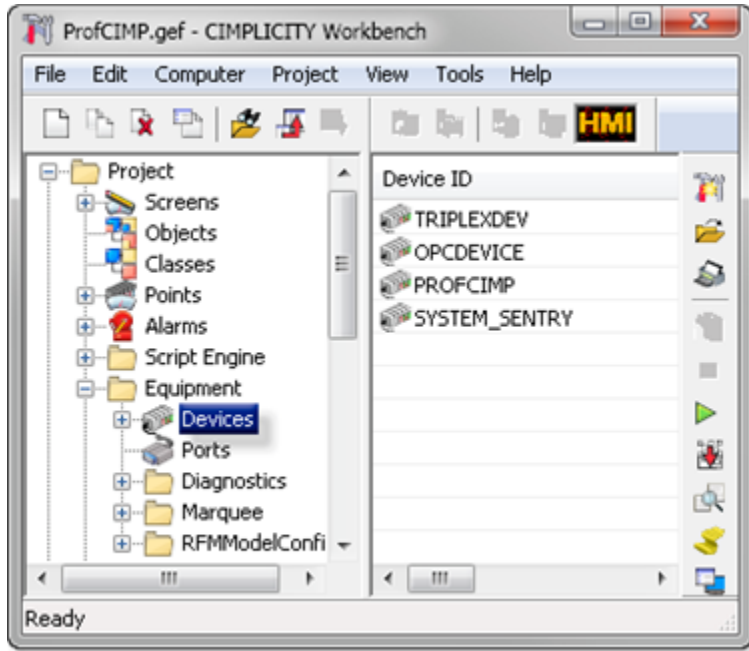 ProfCIMP.gef - CIMPLICITY Workbench
File Edit Computer Project View Tools Help
HMI
Project
Screens
Objects
Classes
Points
Alarms
Script Engine
Equipment
Devices
Ports
Diagnostics
Marquee
RFMModelConfi
Device ID
TRIPLEXDEV
OPCDEVICE
PROFCIMP
SYSTEM_SENTRY
Ready